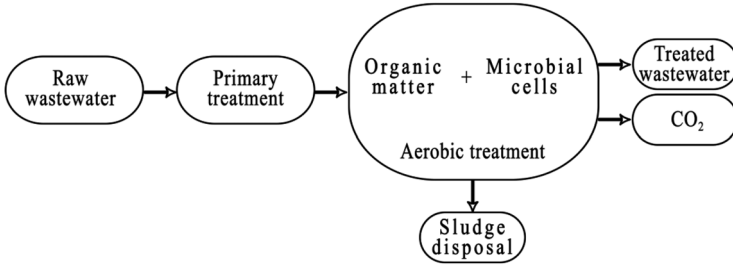 Raw
wastewater
Primary
treatment
Organic
matter
+
Microbial
cells
Aerobic treatment
Treated
wastewater
CO₂
Sludge
disposal